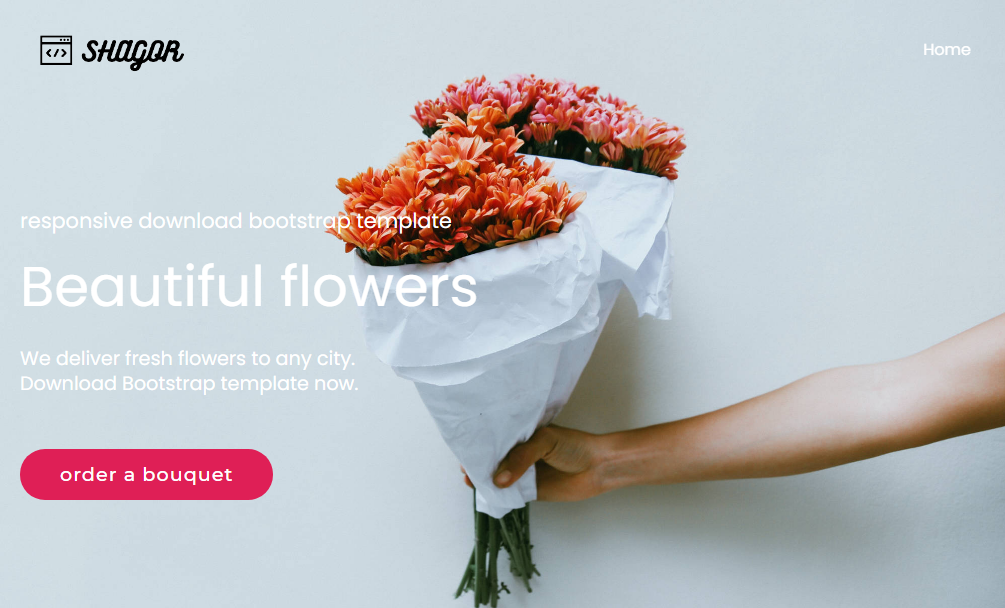 SHAGOR
Home
responsive download bootstrap template
Beautiful flowers
We deliver fresh flowers to any city.
Download Bootstrap template now.
order a bouquet